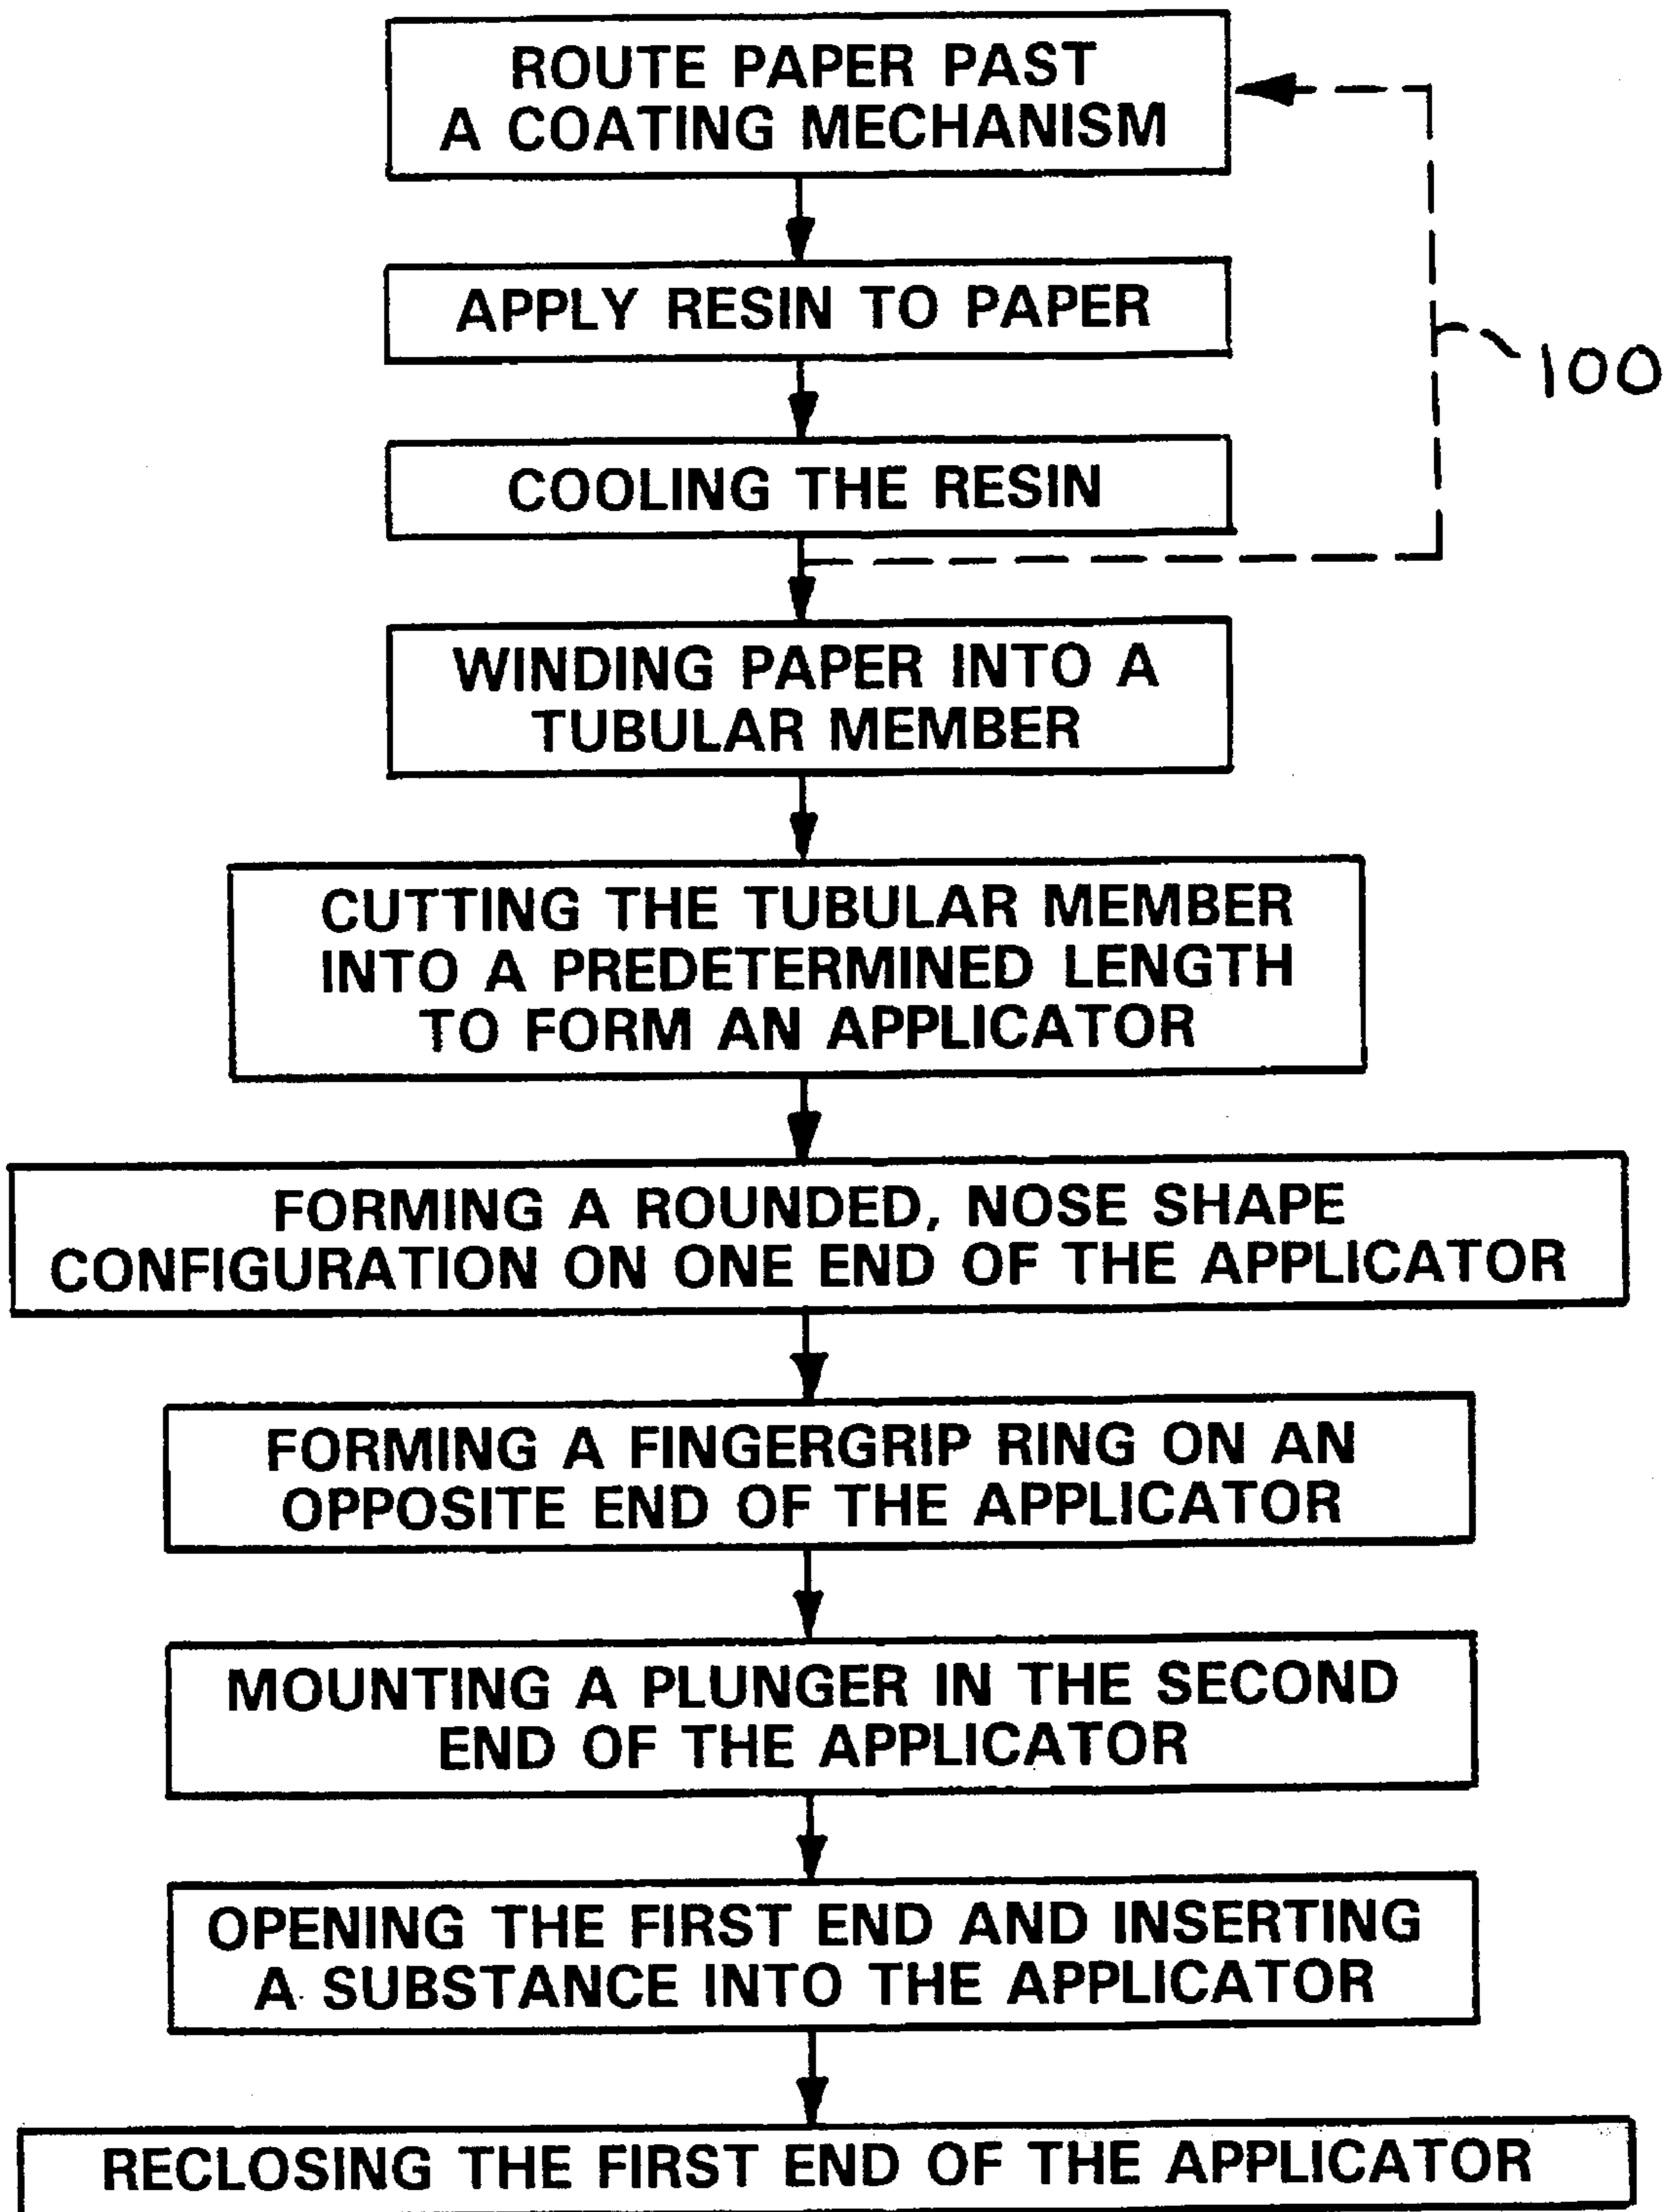 ROUTE PAPER PAST
A COATING MECHANISM
APPLY RESIN TO PAPER
100
COOLING THE RESIN
WINDING PAPER INTO A
TUBULAR MEMBER
CUTTING THE TUBULAR MEMBER
INTO A PREDETERMINED LENGTH
TO FORM AN APPLICATOR
FORMING A ROUNDED, NOSE SHAPE
CONFIGURATION ON ONE END OF THE APPLICATOR
FORMING A FINGERGRIP RING ON AN
OPPOSITE END OF THE APPLICATOR
MOUNTING A PLUNGER IN THE SECOND
END OF THE APPLICATOR
OPENING THE FIRST END AND INSERTING
A SUBSTANCE INTO THE APPLICATOR
RECLOSING THE FIRST END OF THE APPLICATOR